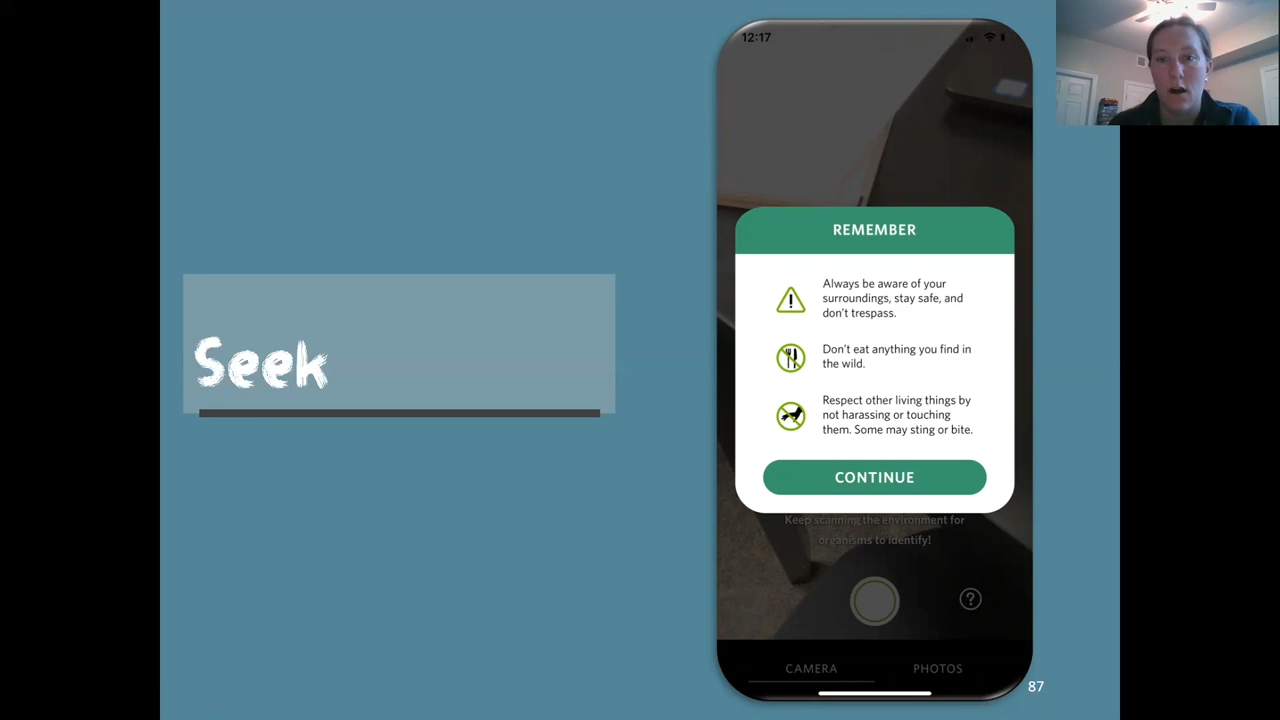 Seek
12:17
REMEMBER
Always be aware of your
surroundings, stay safe, and
don't trespass.
Don't eat anything you find in
the wild.
Respect other living things by
not harassing or touching
them. Some may sting or bite.
CONTINUE
Keep scanning the environment for
organisms to identify!
?
CAMERA
PHOTOS
87